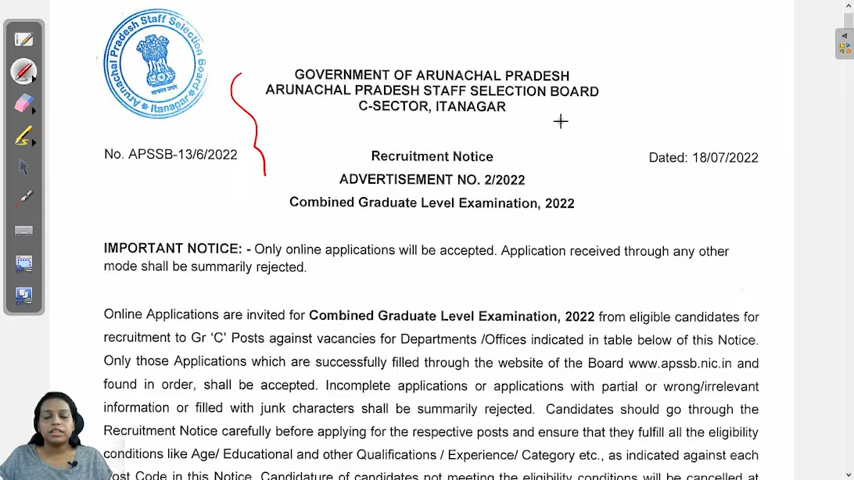 Arunachal Pradesh Staff Selection Board
Itanagar
GOVERNMENT OF ARUNACHAL PRADESH
ARUNACHAL PRADESH STAFF SELECTION BOARD
C-SECTOR, ITANAGAR
No. APSSB-13/6/2022
Recruitment Notice
Dated: 18/07/2022
ADVERTISEMENT NO. 2/2022
Combined Graduate Level Examination, 2022
IMPORTANT NOTICE: - Only online applications will be accepted. Application received through any other
mode shall be summarily rejected.
Online Applications are invited for Combined Graduate Level Examination, 2022 from eligible candidates for
recruitment to Gr 'C' Posts against vacancies for Departments /Offices indicated in table below of this Notice.
Only those Applications which are successfully filled through the website of the Board www.apssb.nic.in and
found in order, shall be accepted. Incomplete applications or applications with partial or wrong/irrelevant
information or filled with junk characters shall be summarily rejected. Candidates should go through the
Recruitment Notice carefully before applying for the respective posts and ensure that they fulfill all the eligibility
conditions like Age/ Educational and other Qualifications / Experience/ Category etc., as indicated against each
Post Code in this Notice. Candidature of candidates not meeting the eligibility conditions will be cancelled at